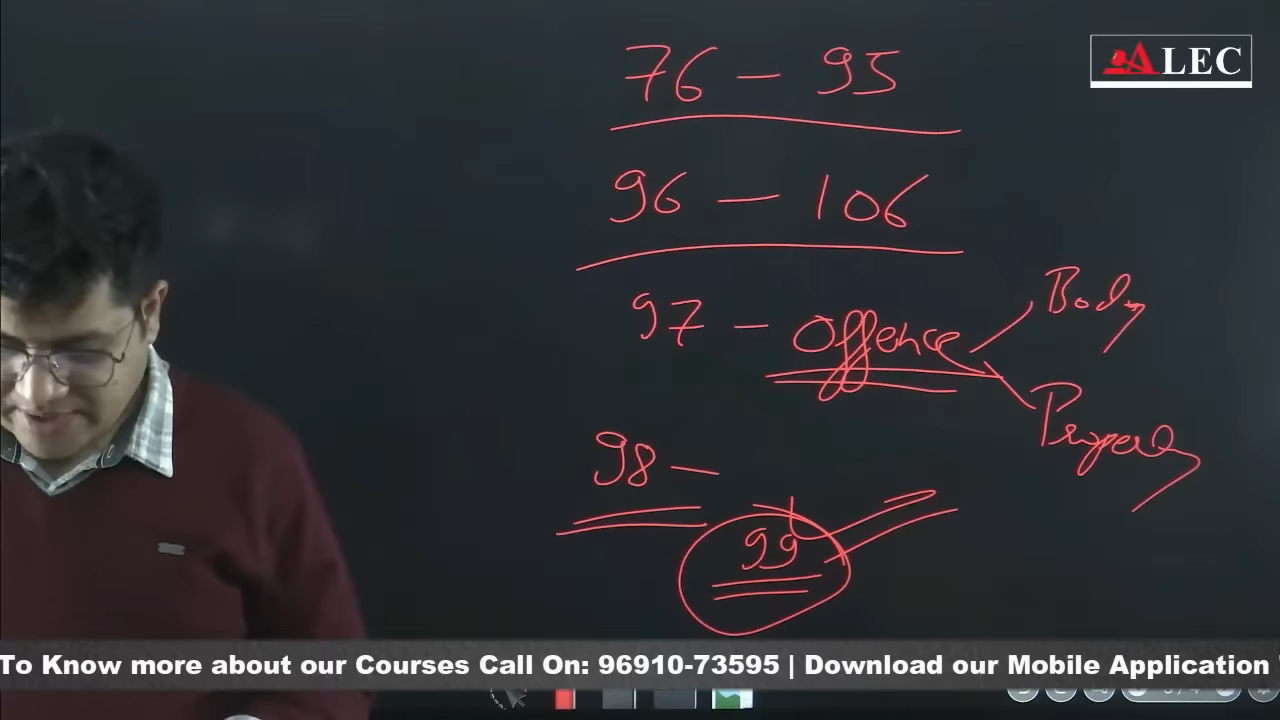 76 - 95
ALEC
96 - 106
97 - Offence
Body
Property
98 -
99
To Know more about our Courses Call On: 96910-73595 | Download our Mobile Application